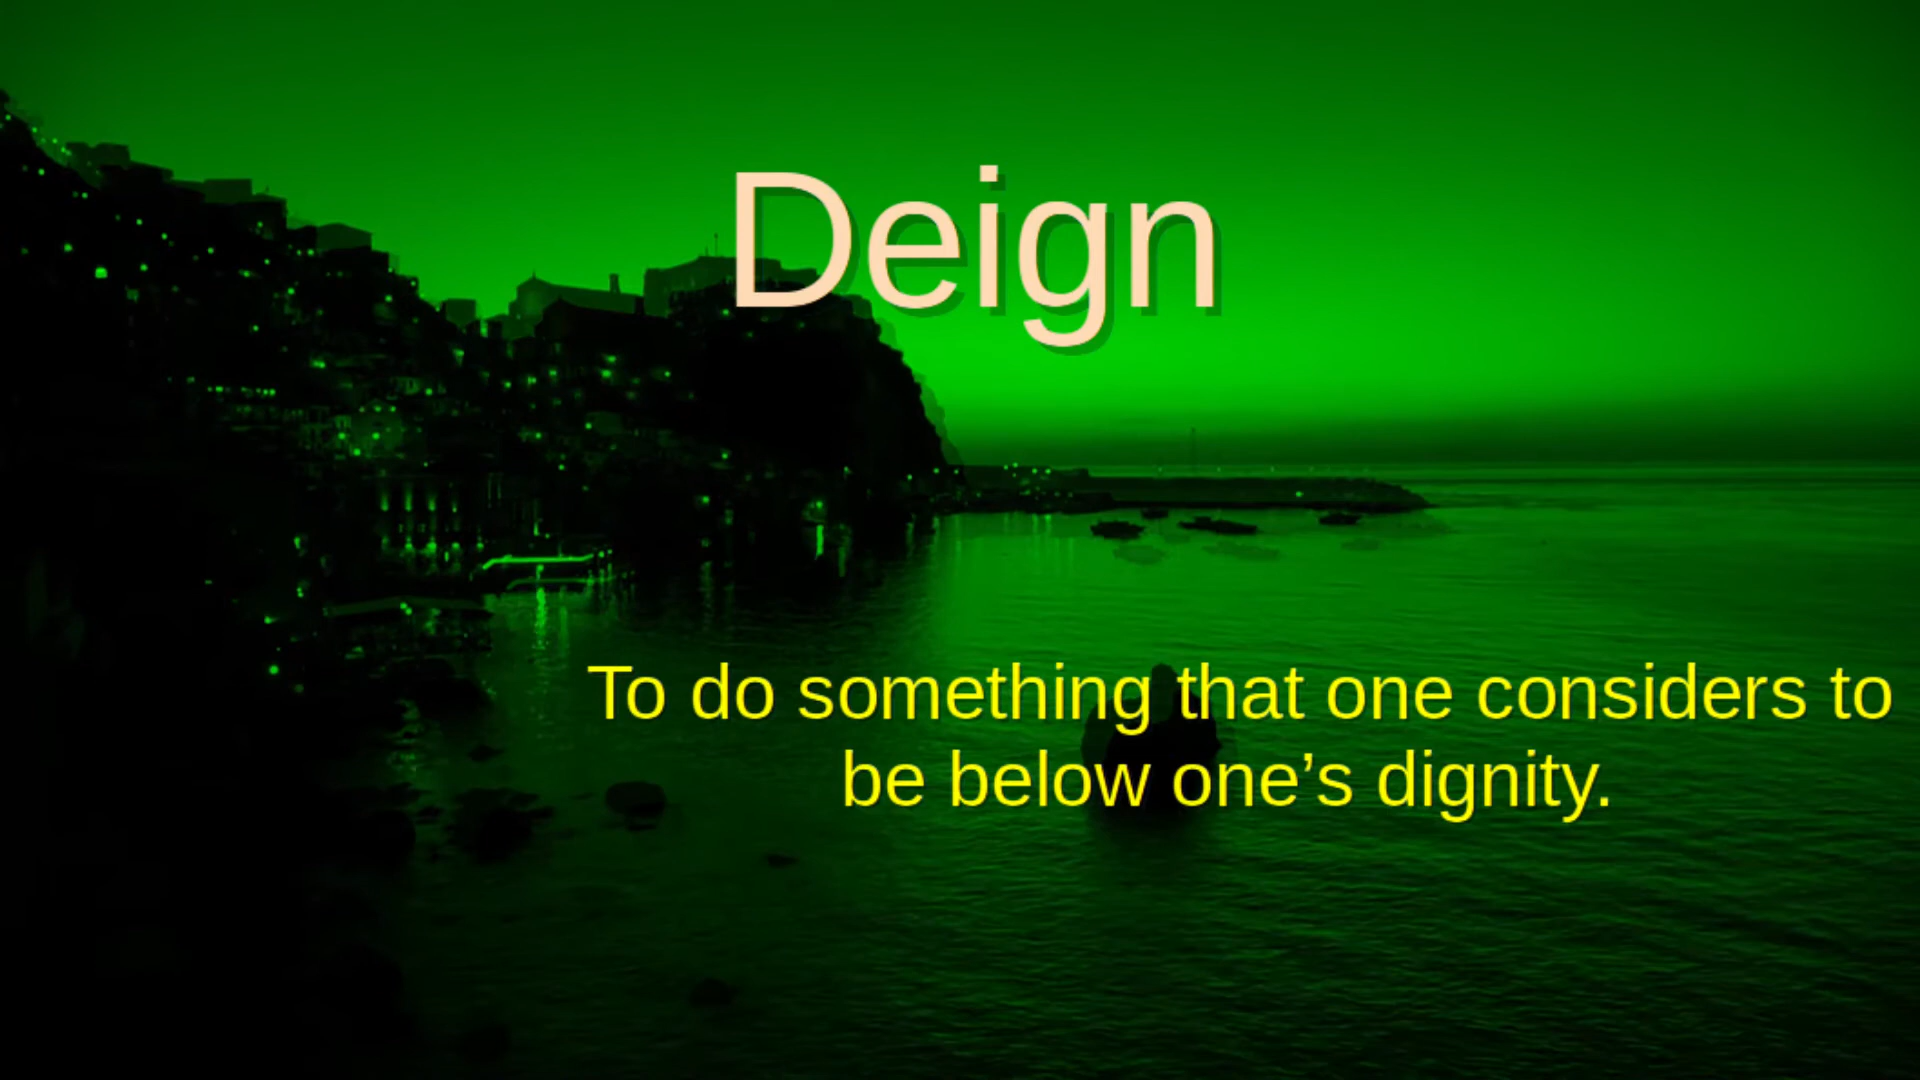 Deign
To do something that one considers to
be below one’s dignity.